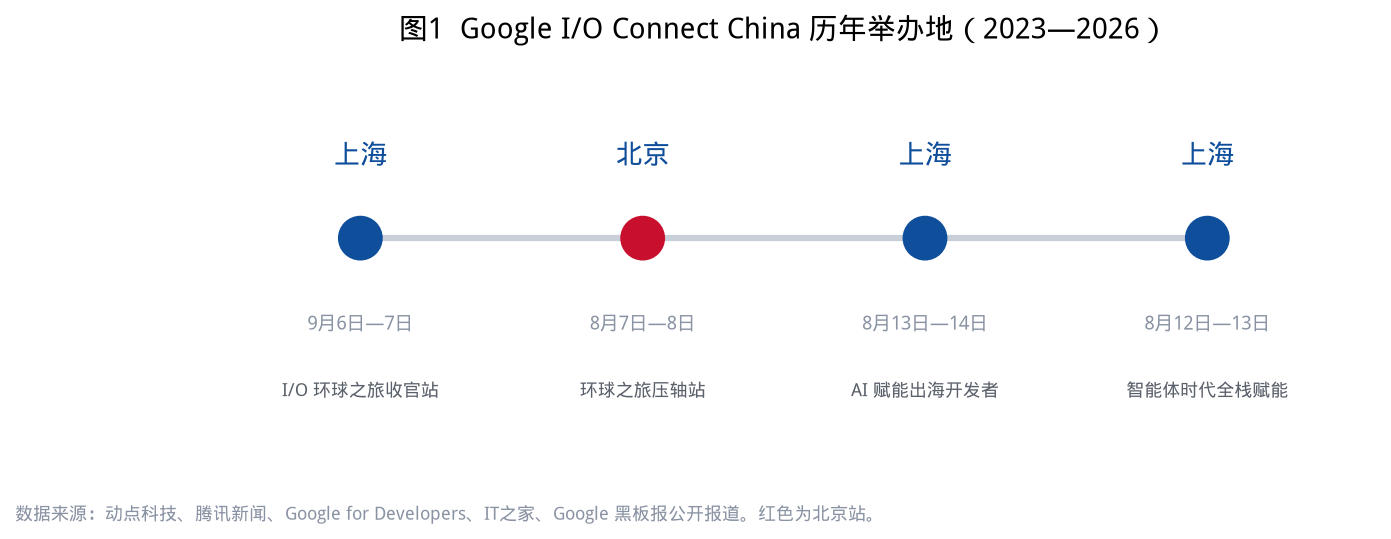 图1 Google I/O Connect China 历年举办地（2023—2026）
上海 北京 上海 上海
9月6日—7日 8月7日—8日 8月13日—14日 8月12日—13日
I/O 环球之旅收官站 环球之旅压轴站 AI 赋能出海开发者 智能体时代全栈赋能
数据来源：动点科技、腾讯新闻、Google for Developers、IT之家、Google 黑板报公开报道。红色为北京站。